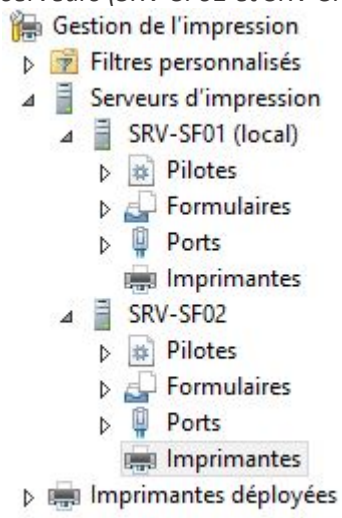 Gestion de l'impression
Filtres personnalisés
Serveurs d'impression
SRV-SF01 (local)
Pilotes
Formulaires
Ports
Imprimantes
SRV-SF02
Pilotes
Formulaires
Ports
Imprimantes
Imprimantes déployées